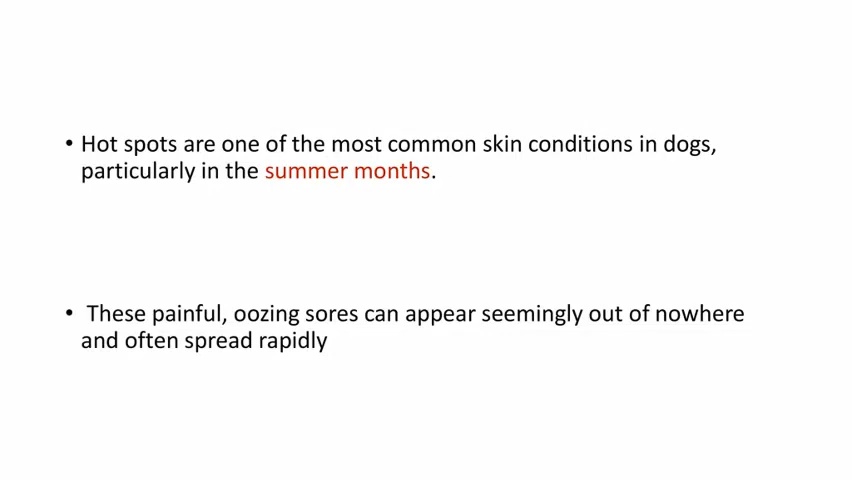 • Hot spots are one of the most common skin conditions in dogs,
particularly in the summer months.
• These painful, oozing sores can appear seemingly out of nowhere
and often spread rapidly